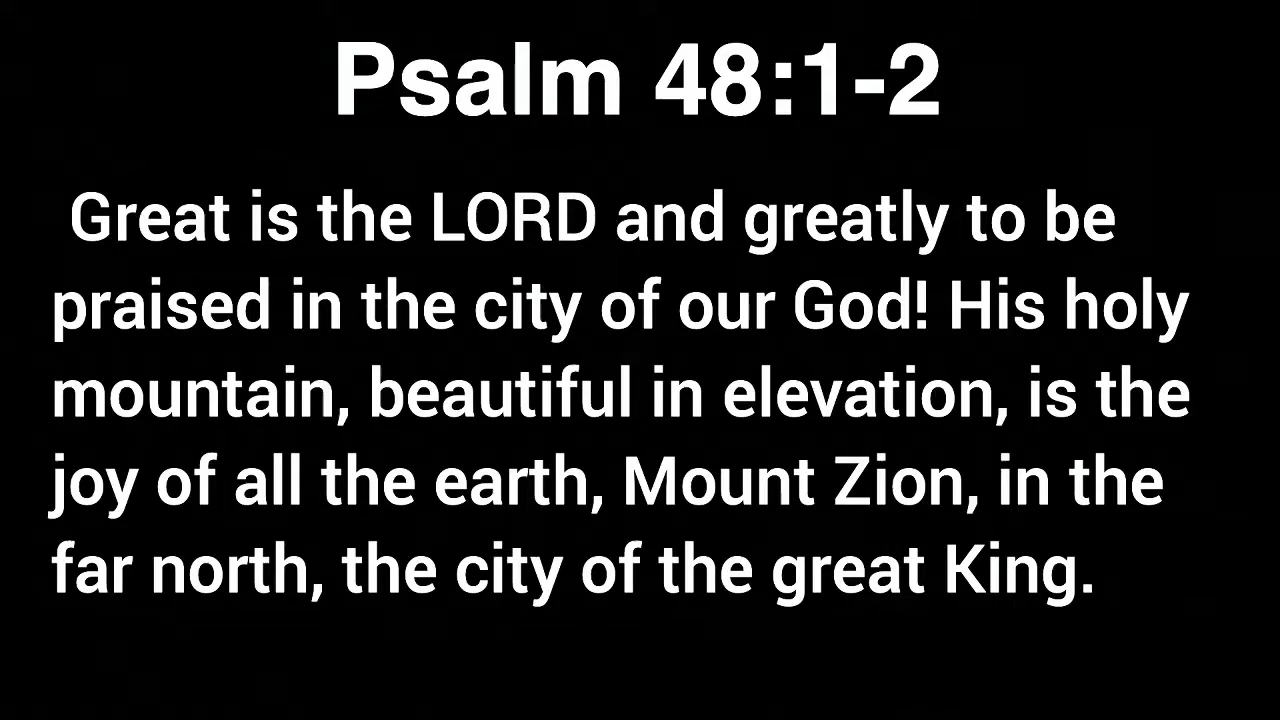 Psalm 48:1-2
Great is the LORD and greatly to be
praised in the city of our God! His holy
mountain, beautiful in elevation, is the
joy of all the earth, Mount Zion, in the
far north, the city of the great King.